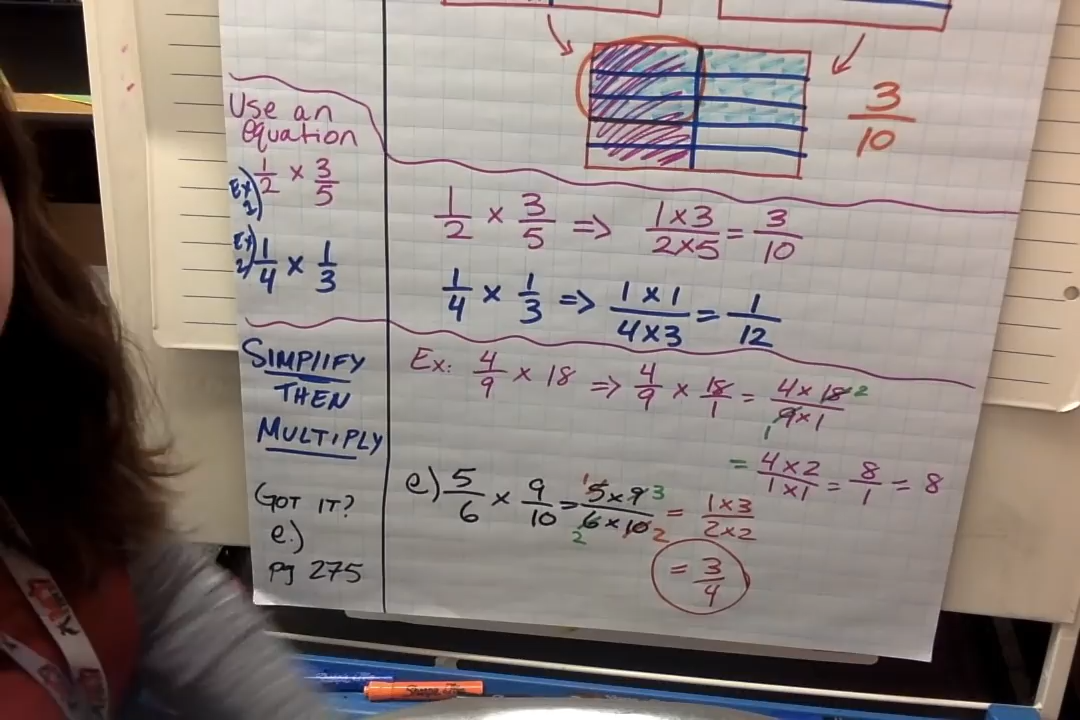 3/10
Use an
equation
Ex 2) 1/2 × 3/5
Ex 2) 1/4 × 1/3
1/2 × 3/5 => 1×3/2×5 = 3/10
1/4 × 1/3 => 1×1/4×3 = 1/12
SIMPLIFY
THEN
MULTIPLY
Ex: 4/9 × 18 => 4/9 × 18/1 = 4×18 2/9×1 1
= 4×2/1×1 = 8/1 = 8
GOT IT?
e.)
pg 275
e) 5/6 × 9/10 = 1 5×9 3/6×10 2 2 = 1×3/2×2
= 3/4
Sharpie